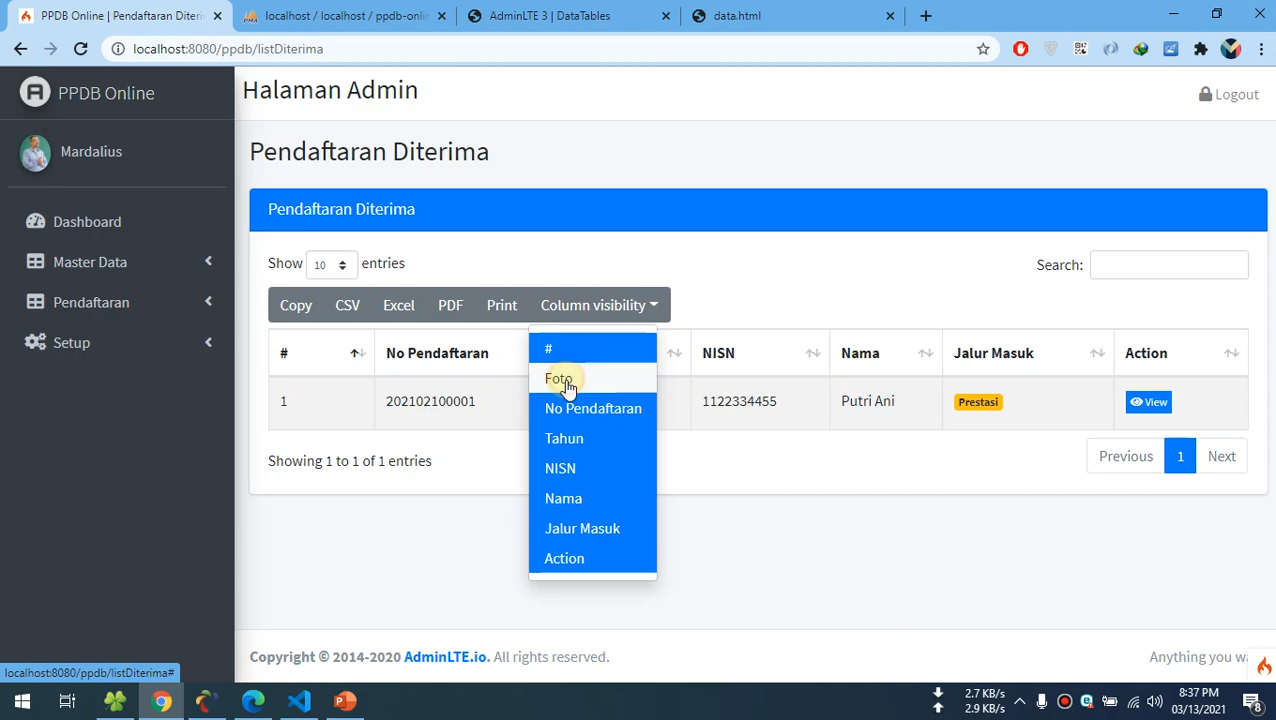 PPDB Online | Pendaftaran Diteri
localhost / localhost / ppdb-onli
AdminLTE 3 | DataTables
data.html
localhost:8080/ppdb/listDiterima
PPDB Online
Halaman Admin
Logout
Mardalius
Pendaftaran Diterima
Dashboard
Master Data
Pendaftaran
Setup
Pendaftaran Diterima
Show 10 entries
Search:
Copy CSV Excel PDF Print Column visibility
# No Pendaftaran NISN Nama Jalur Masuk Action
1 202102100001 1122334455 Putri Ani Prestasi View
#
Foto
No Pendaftaran
Tahun
NISN
Nama
Jalur Masuk
Action
Showing 1 to 1 of 1 entries
Previous 1 Next
Copyright © 2014-2020 AdminLTE.io. All rights reserved.
Anything you wa
localhost:8080/ppdb/listDiterima#
2.7 KB/s
2.9 KB/s
8:37 PM
03/13/2021
8